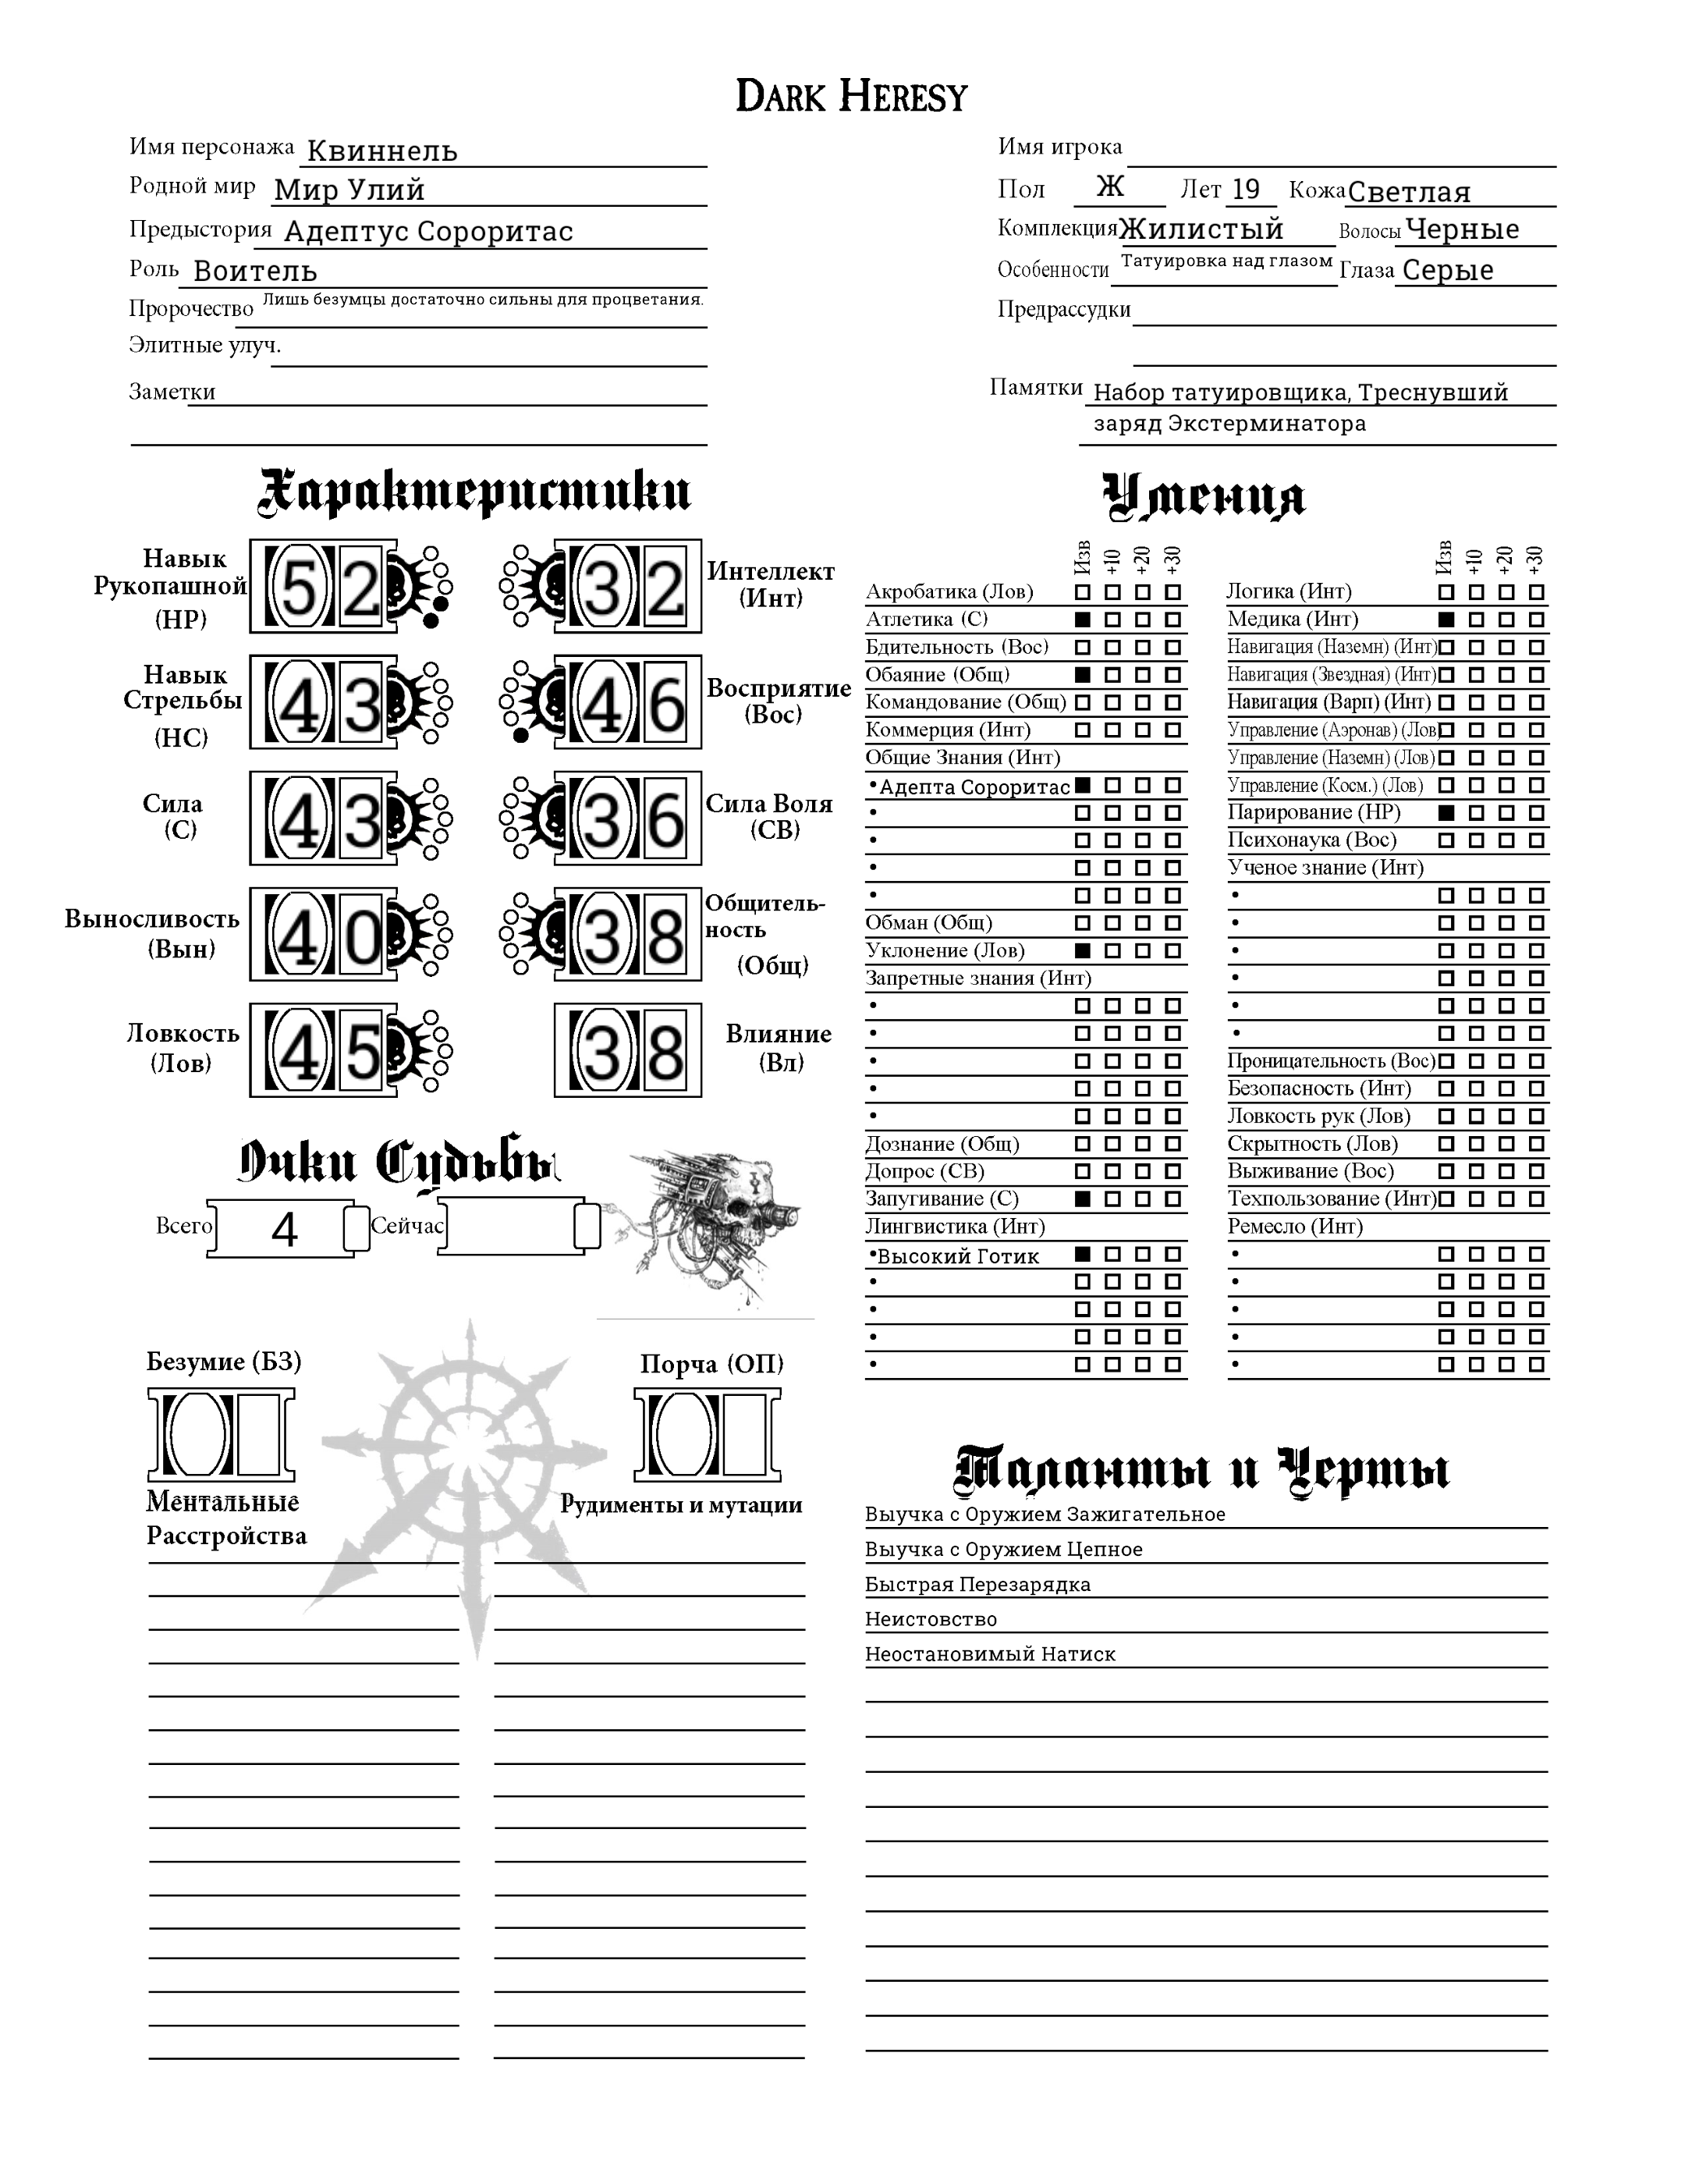 DARK HERESY
Имя персонажа Квиннель
Родной мир Мир Улий
Предыстория Адептус Сороритас
Роль Воитель
Пророчество Лишь безумцы достаточно сильны для процветания.
Элитные улуч.
Заметки
Имя игрока
Пол Ж Лет 19 Кожа Светлая
Комплекция Жилистый Волосы Черные
Особенности Татуировка над глазом Глаза Серые
Предрассудки
Памятки Набор татуировщика, Треснувший
заряд Экстерминатора
Характеристики
Навык
Рукопашной
(НР)
52
Навык
Стрельбы
(НС)
43
Сила
(С)
43
Выносливость
(Вын)
40
Ловкость
(Лов)
45
32
Интеллект
(Инт)
46
Восприятие
(Вос)
36
Сила Воля
(СВ)
38
Общитель-
ность
(Общ)
38
Влияние
(Вл)
Очки Судьбы
Всего 4 Сейчас
Безумие (БЗ)
Ментальные
Расстройства
Порча (ОП)
Рудименты и мутации
Умения
Изв +10 +20 +30
Акробатика (Лов)
Атлетика (С)
Бдительность (Вос)
Обаяние (Общ)
Командование (Общ)
Коммерция (Инт)
Общие Знания (Инт)
•Адепта Сороритас
•
•
•
•
Обман (Общ)
Уклонение (Лов)
Запретные знания (Инт)
•
•
•
•
•
Дознание (Общ)
Допрос (СВ)
Запугивание (С)
Лингвистика (Инт)
•Высокий Готик
•
•
•
•
Изв +10 +20 +30
Логика (Инт)
Медика (Инт)
Навигация (Наземн) (Инт)
Навигация (Звездная) (Инт)
Навигация (Варп) (Инт)
Управление (Аэронав) (Лов)
Управление (Наземн) (Лов)
Управление (Косм.) (Лов)
Парирование (НР)
Психонаука (Вос)
Ученое знание (Инт)
•
•
•
•
•
•
Проницательность (Вос)
Безопасность (Инт)
Ловкость рук (Лов)
Скрытность (Лов)
Выживание (Вос)
Техпользование (Инт)
Ремесло (Инт)
•
•
•
•
•
Таланты и Черты
Выучка с Оружием Зажигательное
Выучка с Оружием Цепное
Быстрая Перезарядка
Неистовство
Неостановимый Натиск